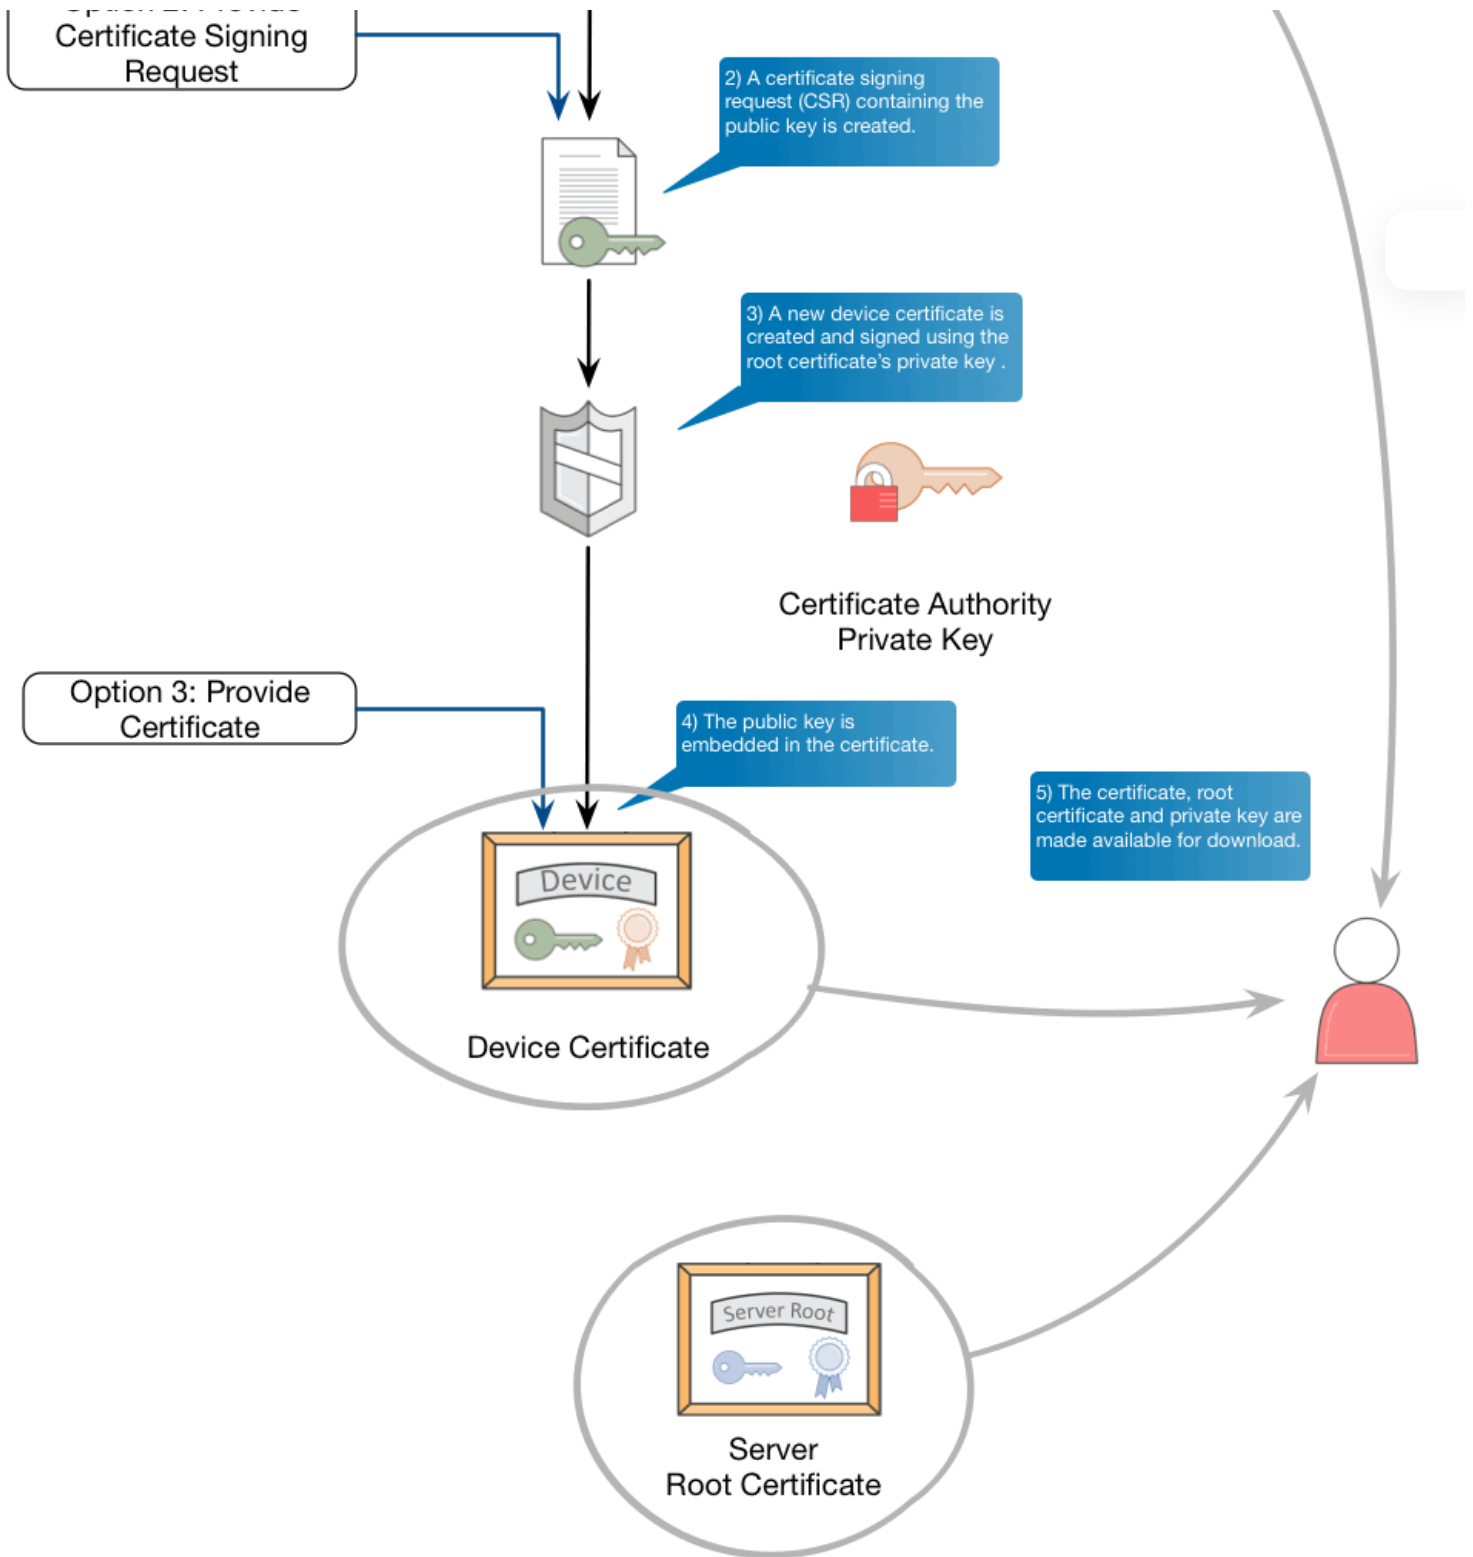 Certificate Signing
Request
2) A certificate signing
request (CSR) containing the
public key is created.
3) A new device certificate is
created and signed using the
root certificate's private key .
Certificate Authority
Private Key
Option 3: Provide
Certificate
4) The public key is
embedded in the certificate.
5) The certificate, root
certificate and private key are
made available for download.
Device
Device Certificate
Server Root
Server
Root Certificate